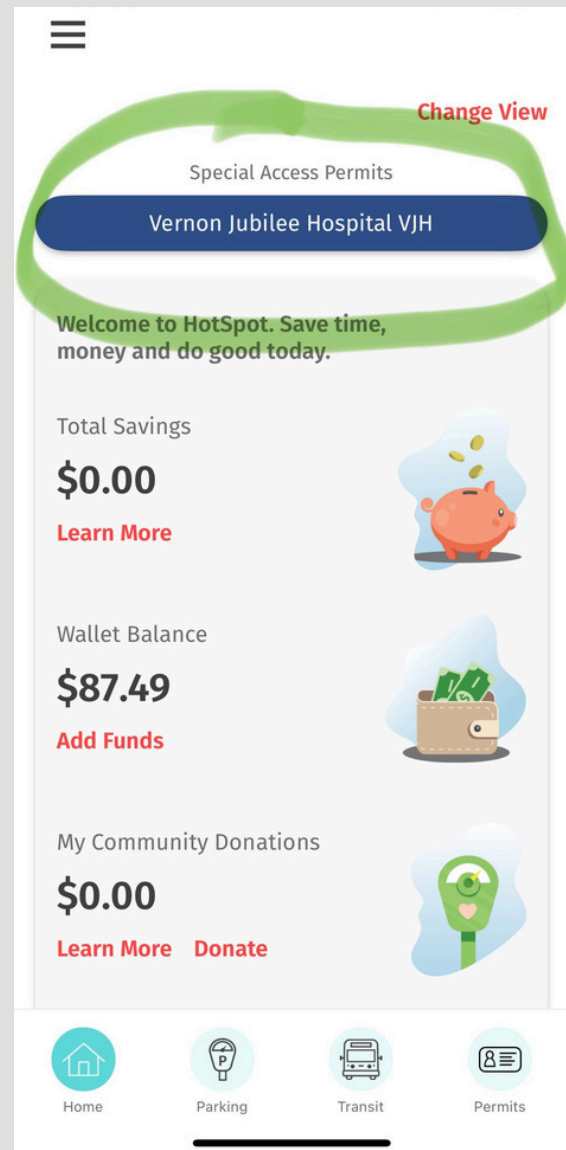 Change View
Special Access Permits
Vernon Jubilee Hospital VJH
Welcome to HotSpot. Save time,
money and do good today.
Total Savings
$0.00
Learn More
Wallet Balance
$87.49
Add Funds
My Community Donations
$0.00
Learn More Donate
P
Home Parking Transit Permits